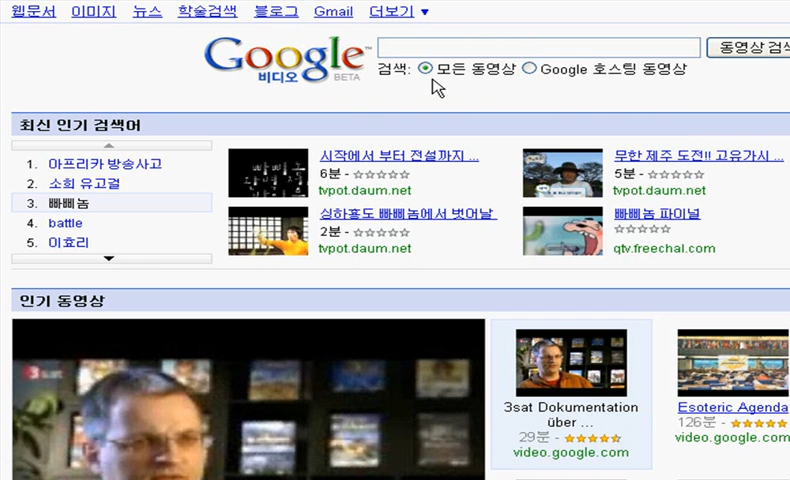 웹문서 이미지 뉴스 학술검색 블로그 Gmail 더보기 ▼
Google™
비디오 BETA
동영상 검색
검색: 모든 동영상 Google 호스팅 동영상
최신 인기 검색어
1. 아프리카 방송사고
2. 소희 유고걸
3. 빠삐놈
4. battle
5. 이효리
시작에서 부터 전설까지 ...
6분 - ☆☆☆☆☆
tvpot.daum.net
무한 제주 도전!! 고유가시 ...
5분 - ☆☆☆☆☆
tvpot.daum.net
싱하횽도 빠삐놈에서 벗어날
2분 - ☆☆☆☆☆
tvpot.daum.net
빠삐놈 파이널
☆☆☆☆☆
qtv.freechal.com
인기 동영상
3sat
3sat Dokumentation
über ...
29분 - ★★★★★
video.google.com
Esoteric Agenda
126분 - ★★★★★
video.google.com